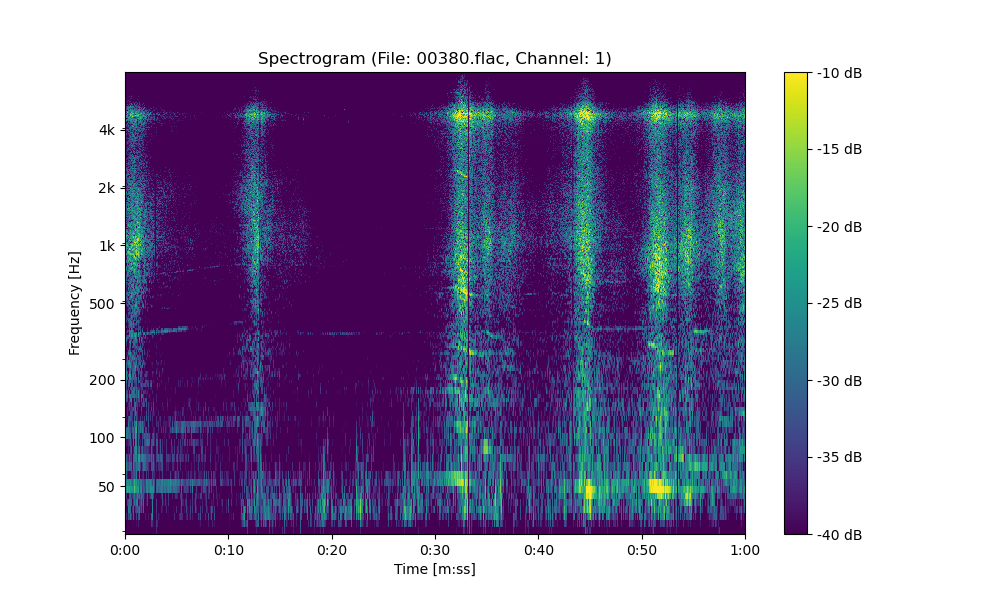 Spectrogram (File: 00380.flac, Channel: 1)
-10 dB
4k
-15 dB
2k
-20 dB
1k
Frequency [Hz]
500
-25 dB
200
-30 dB
100
-35 dB
50
-40 dB
0:00 0:10 0:20 0:30 0:40 0:50 1:00
Time [m:ss]